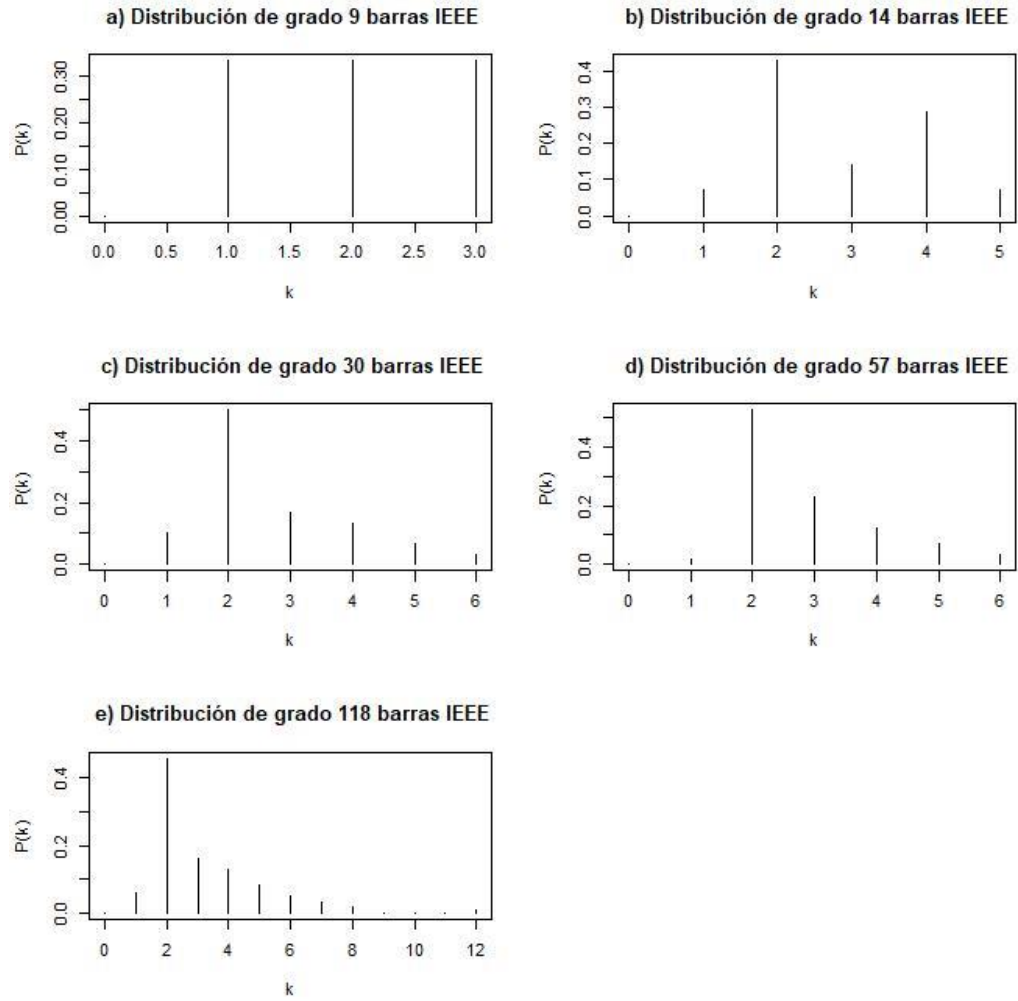 a) Distribución de grado 9 barras IEEE
P(k)
0.00 0.10 0.20 0.30
0.0 0.5 1.0 1.5 2.0 2.5 3.0
k
b) Distribución de grado 14 barras IEEE
P(k)
0.0 0.1 0.2 0.3 0.4
0 1 2 3 4 5
k
c) Distribución de grado 30 barras IEEE
P(k)
0.0 0.2 0.4
0 1 2 3 4 5 6
k
d) Distribución de grado 57 barras IEEE
P(k)
0.0 0.2 0.4
0 1 2 3 4 5 6
k
e) Distribución de grado 118 barras IEEE
P(k)
0.0 0.2 0.4
0 2 4 6 8 10 12
k